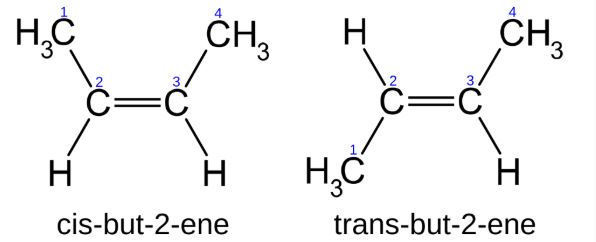 1 4 4
H₃C CH₃ H CH₃
2 3 2 3
C C C C
1
H H H₃C H
cis-but-2-ene trans-but-2-ene